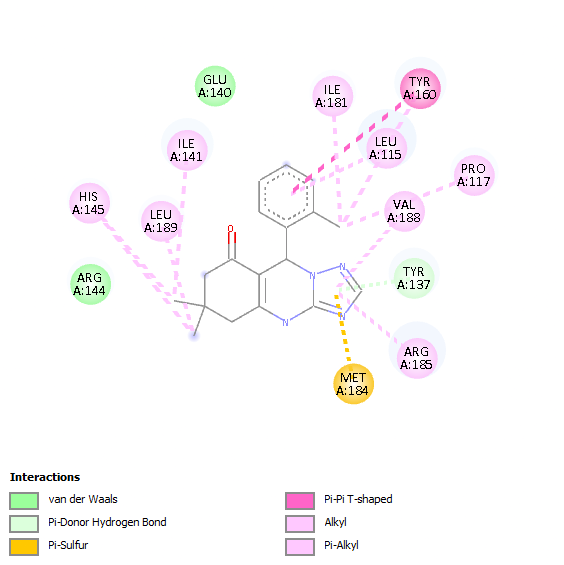 GLU
A:140
ILE
A:181
TYR
A:160
ILE
A:141
LEU
A:115
PRO
A:117
HIS
A:145
LEU
A:189
VAL
A:188
O
ARG
A:144
N
N
TYR
A:137
N
N
ARG
A:185
MET
A:184
Interactions
van der Waals
Pi-Donor Hydrogen Bond
Pi-Sulfur
Pi-Pi T-shaped
Alkyl
Pi-Alkyl